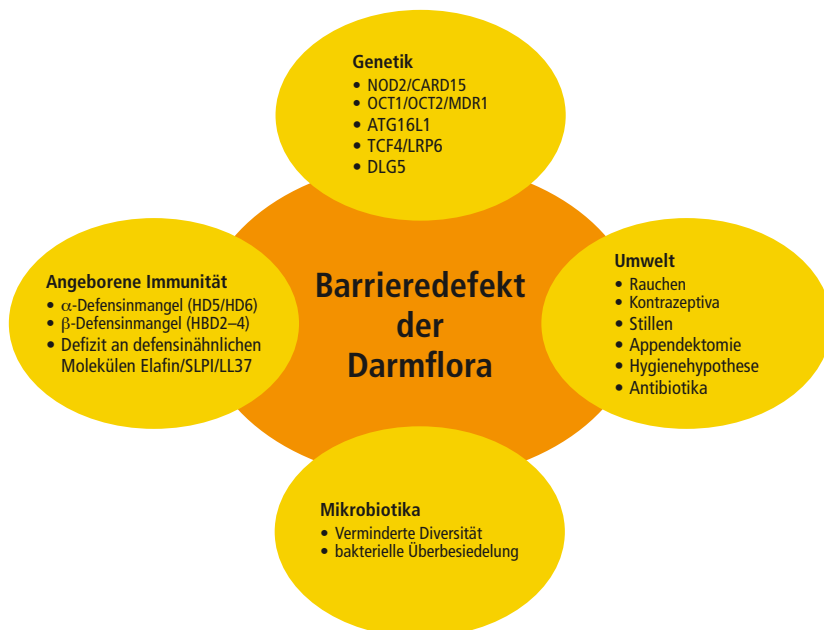 Genetik
• NOD2/CARD15
• OCT1/OCT2/MDR1
• ATG16L1
• TCF4/LRP6
• DLG5
Angeborene Immunität
• α-Defensinmangel (HD5/HD6)
• β-Defensinmangel (HBD2–4)
• Defizit an defensinähnlichen
Molekülen Elafin/SLPI/LL37
Barrieredefekt
der
Darmflora
Umwelt
• Rauchen
• Kontrazeptiva
• Stillen
• Appendektomie
• Hygienehypothese
• Antibiotika
Mikrobiotika
• Verminderte Diversität
• bakterielle Überbesiedelung